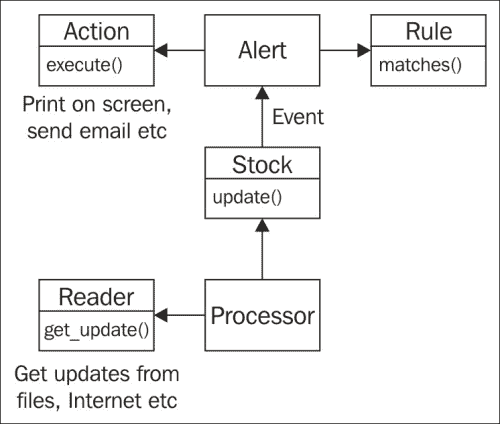 Action
execute()
Print on screen,
send email etc
Alert
Rule
matches()
Event
Stock
update()
Reader
get_update()
Get updates from
files, Internet etc
Processor